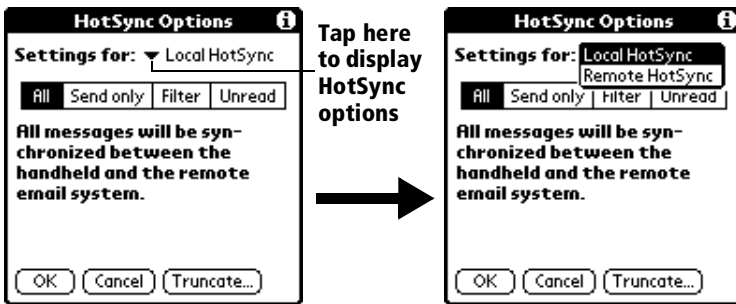 HotSync Options i
Settings for: Local HotSync
All Send only Filter Unread
All messages will be syn-
chronized between the
handheld and the remote
email system.
OK Cancel Truncate...
Tap here
to display
HotSync
options
HotSync Options i
Settings for: Local HotSync
Remote HotSync
All Send only Filter Unread
All messages will be syn-
chronized between the
handheld and the remote
email system.
OK Cancel Truncate...